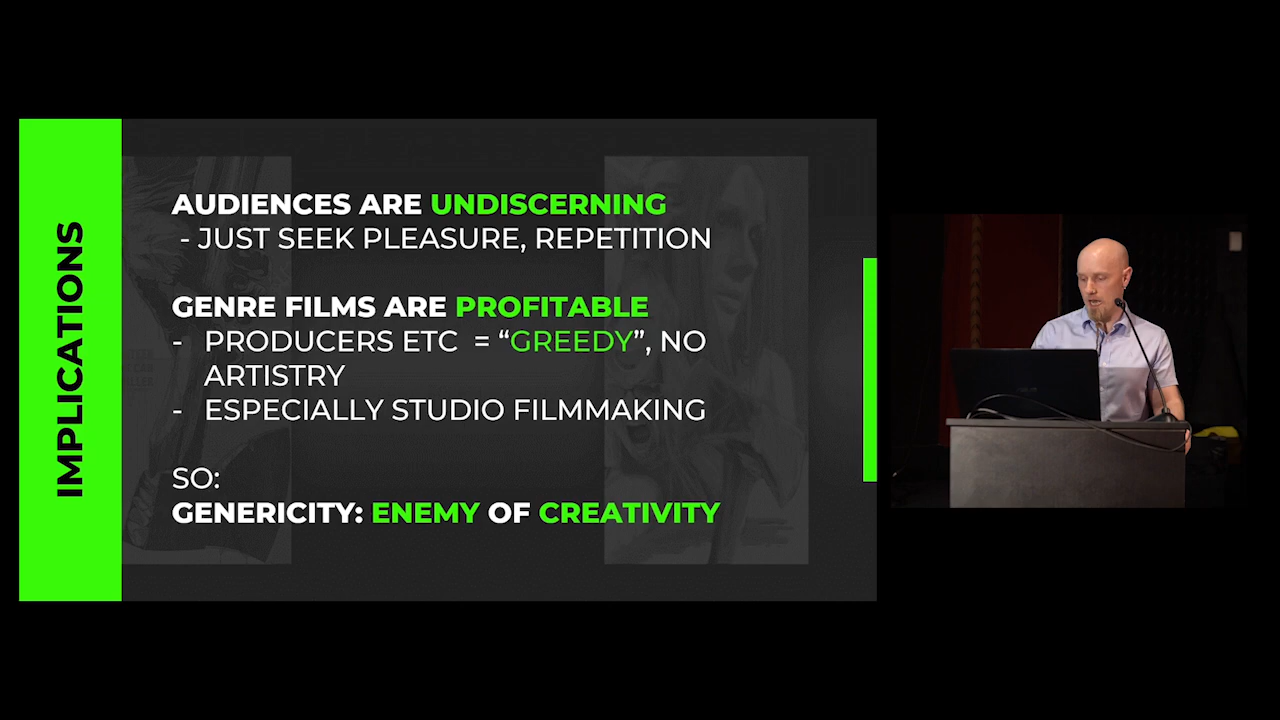 IMPLICATIONS
AUDIENCES ARE UNDISCERNING
- JUST SEEK PLEASURE, REPETITION
GENRE FILMS ARE PROFITABLE
- PRODUCERS ETC = “GREEDY”, NO
ARTISTRY
- ESPECIALLY STUDIO FILMMAKING
SO:
GENERICITY: ENEMY OF CREATIVITY